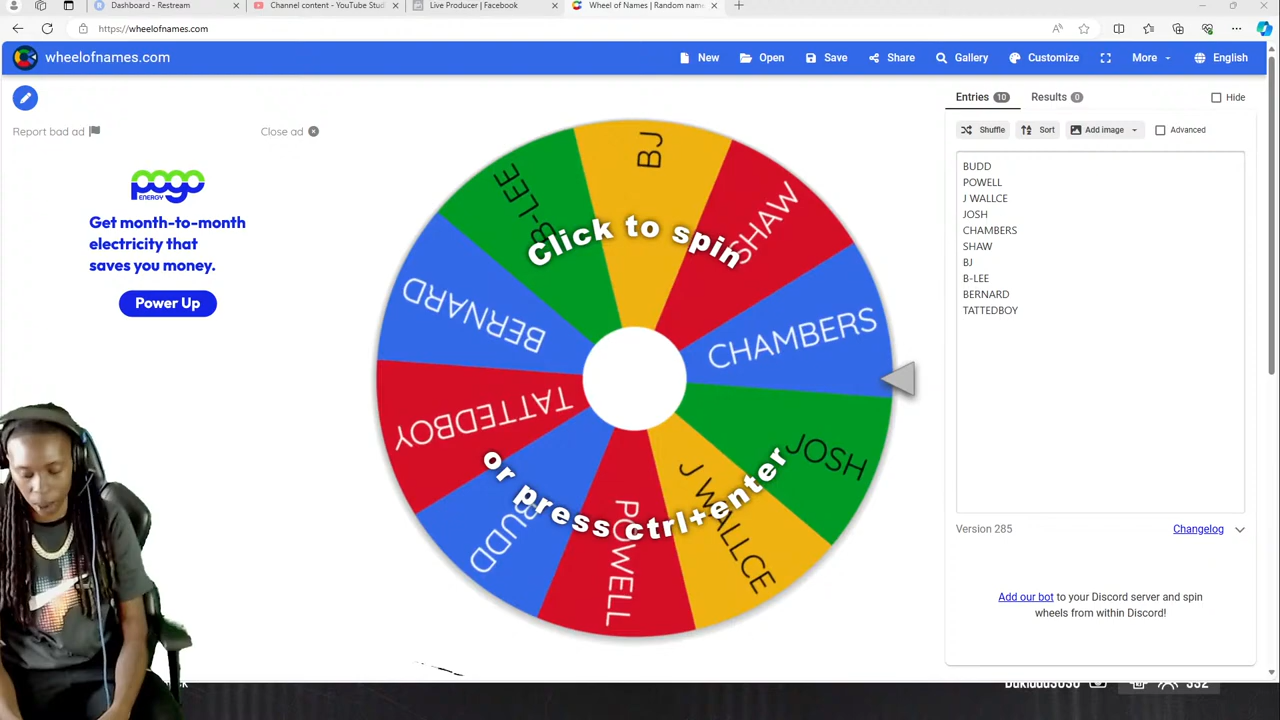 Dashboard - Restream
Channel content - YouTube Stud
Live Producer | Facebook
Wheel of Names | Random name
https://wheelofnames.com
wheelofnames.com
New
Open
Save
Share
Gallery
Customize
More
English
Report bad ad
Close ad
pogo
ENERGY
Get month-to-month
electricity that
saves you money.
Power Up
BJ
SHAW
CHAMBERS
JOSH
J WALLCE
POWELL
BUDD
TATTEDBOY
BERNARD
B-LEE
Click to spin
or press ctrl+enter
Entries 10
Results 0
Hide
Shuffle
Sort
Add image
Advanced
BUDD
POWELL
J WALLCE
JOSH
CHAMBERS
SHAW
BJ
B-LEE
BERNARD
TATTEDBOY
Version 285
Changelog
Add our bot to your Discord server and spin
wheels from within Discord!